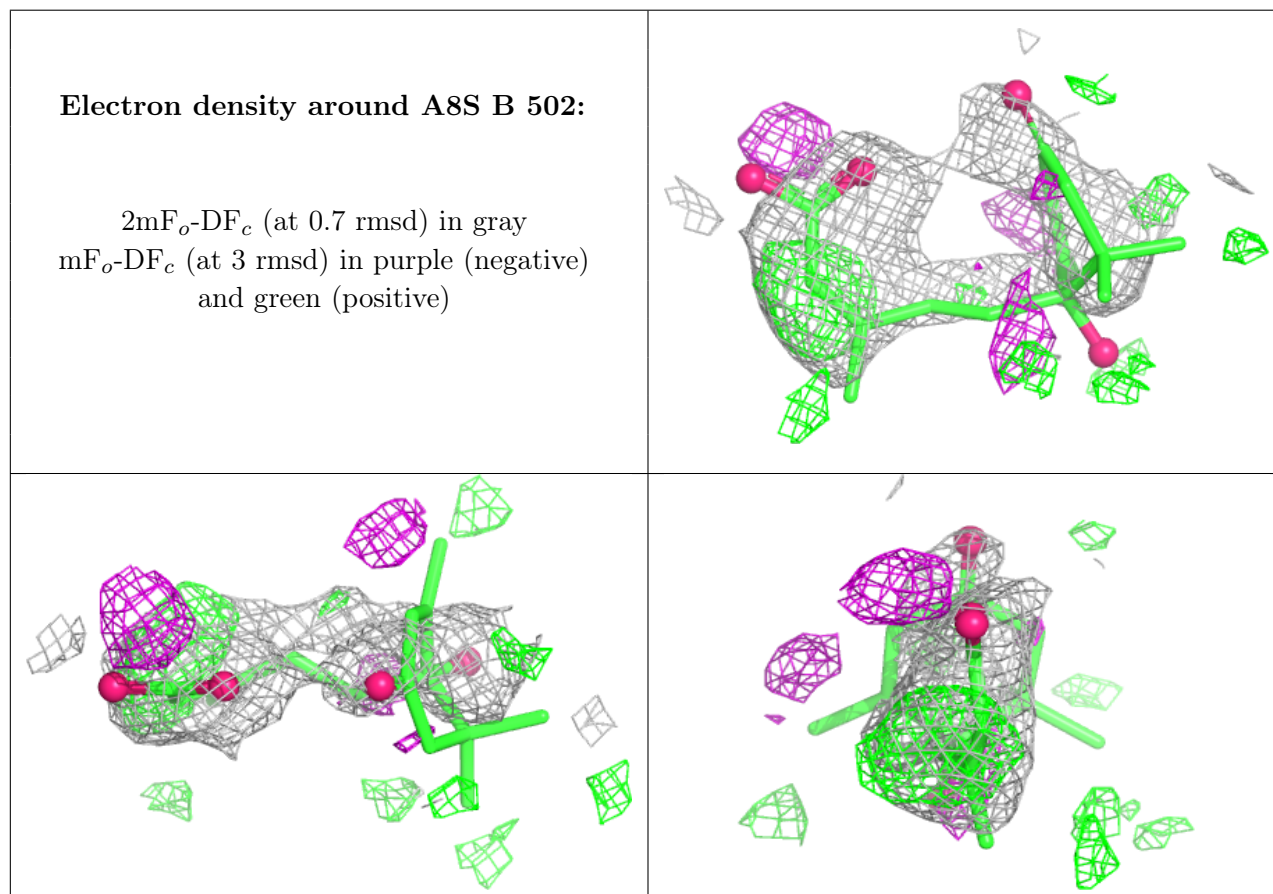 Electron density around A8S B 502:
2mFo-DFc (at 0.7 rmsd) in gray
mFo-DFc (at 3 rmsd) in purple (negative)
and green (positive)